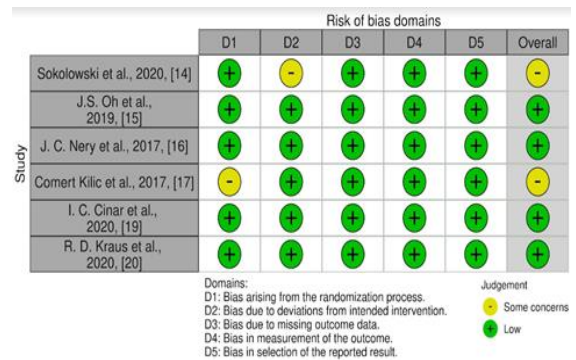 Risk of bias domains
D1 D2 D3 D4 D5 Overall
Study
Sokolowski et al., 2020, [14] + - + + + -
J.S. Oh et al.,
2019, [15] + + + + + +
J. C. Nery et al., 2017, [16] + + + + + +
Comert Kilic et al., 2017, [17] - + + + + -
I. C. Cinar et al.,
2020, [19] + + + + + +
R. D. Kraus et al.,
2020, [20] + + + + + +
Domains:
D1: Bias arising from the randomization process.
D2: Bias due to deviations from intended intervention.
D3: Bias due to missing outcome data.
D4: Bias in measurement of the outcome.
D5: Bias in selection of the reported result.
Judgement
- Some concerns
+ Low